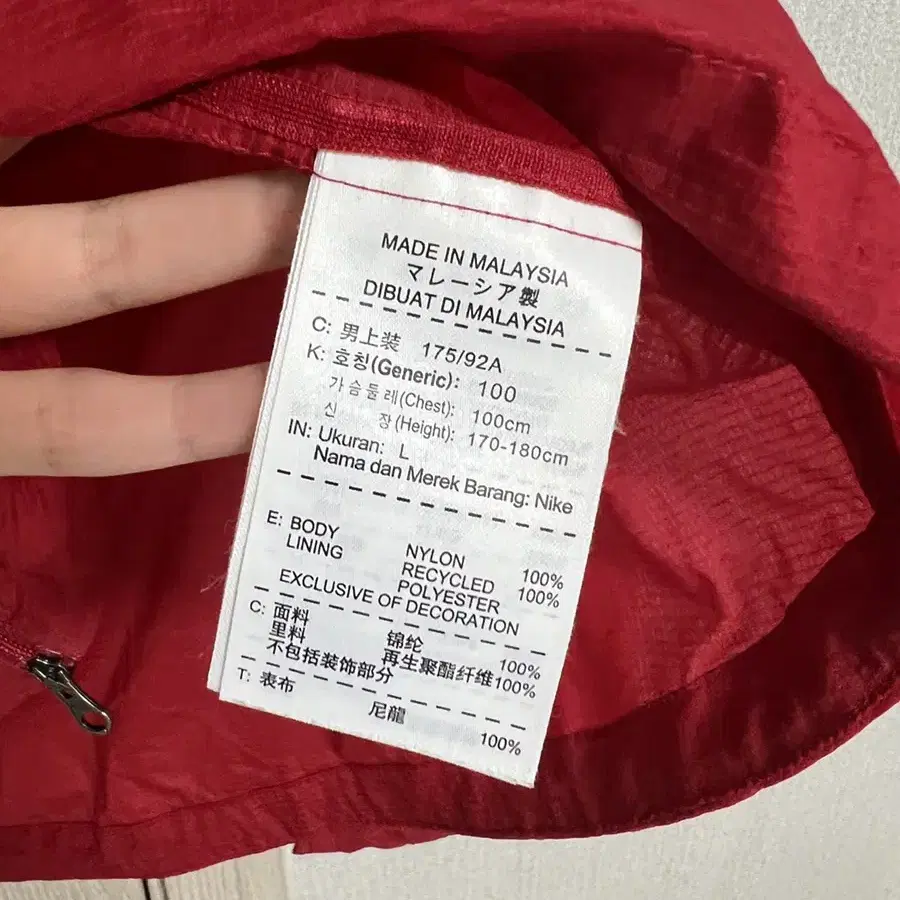 MADE IN MALAYSIA
マレーシア製
DIBUAT DI MALAYSIA
C: 男上装 175/92A
K: 호칭(Generic): 100
가슴둘레(Chest): 100cm
신 장(Height): 170-180cm
IN: Ukuran: L
Nama dan Merek Barang: Nike
E: BODY NYLON 100%
LINING RECYCLED POLYESTER 100%
EXCLUSIVE OF DECORATION
C: 面料 锦纶 100%
里料 再生聚酯纤维 100%
不包括装饰部分
T: 表布 尼龍 100%